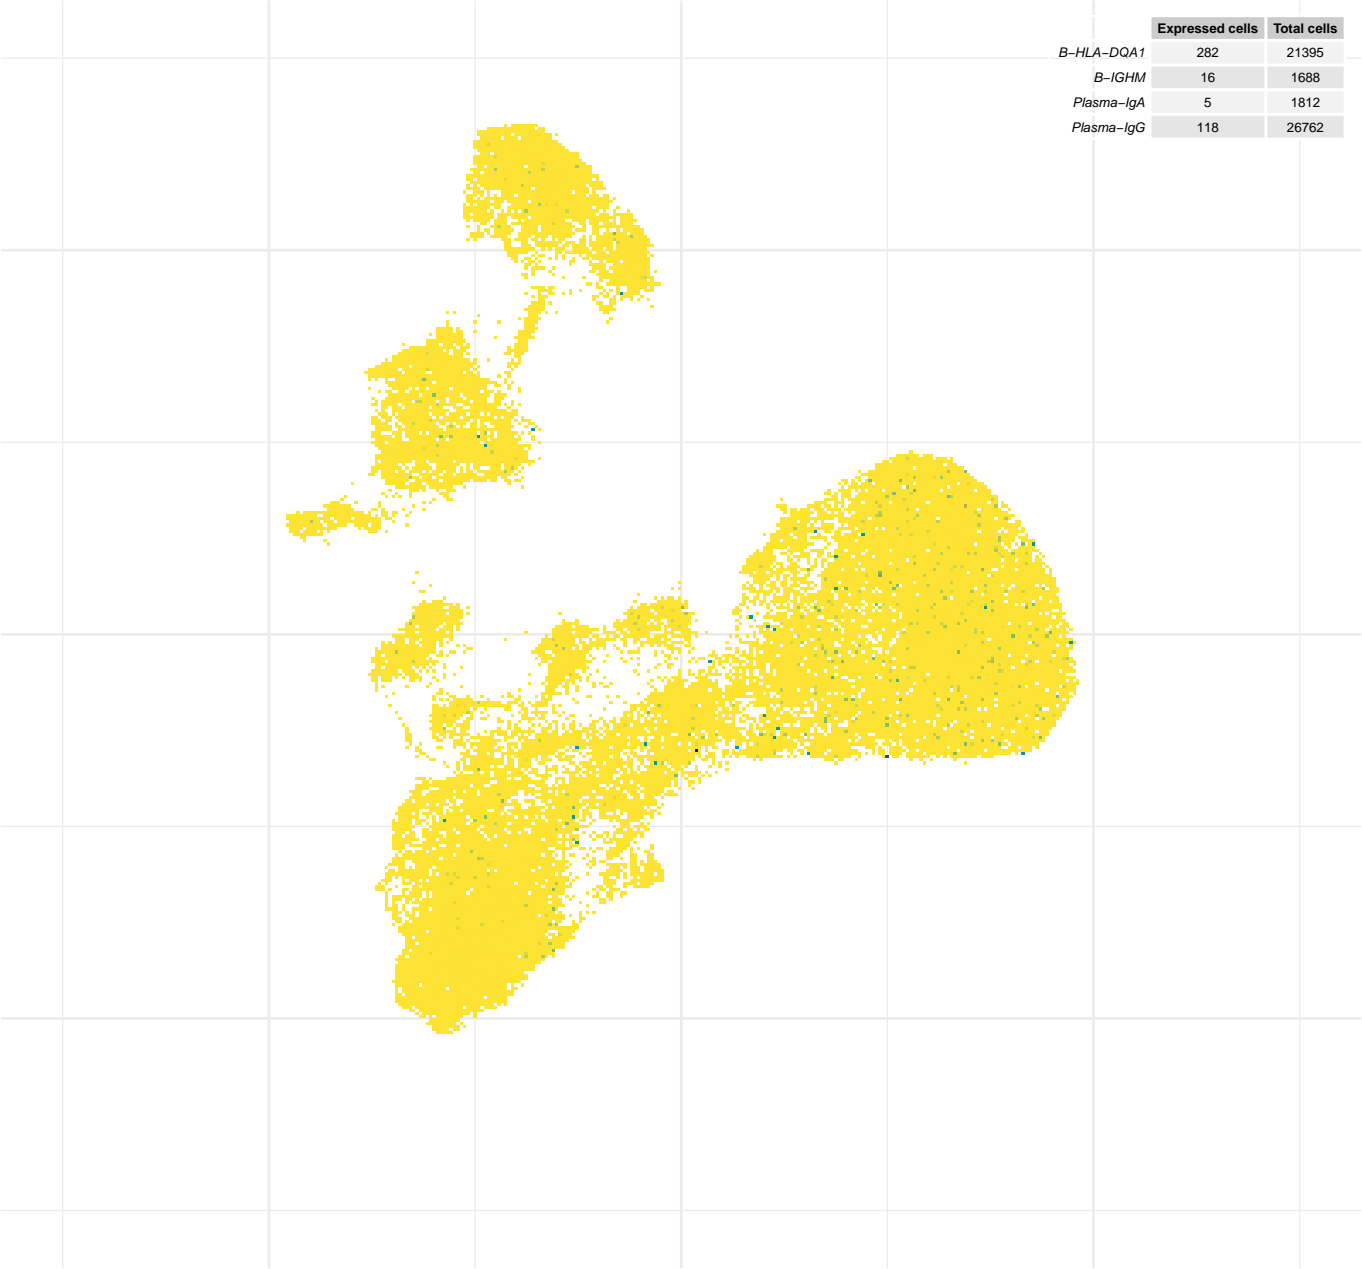 Expressed cells Total cells
B−HLA−DQA1 282 21395
B−IGHM 16 1688
Plasma−IgA 5 1812
Plasma−IgG 118 26762